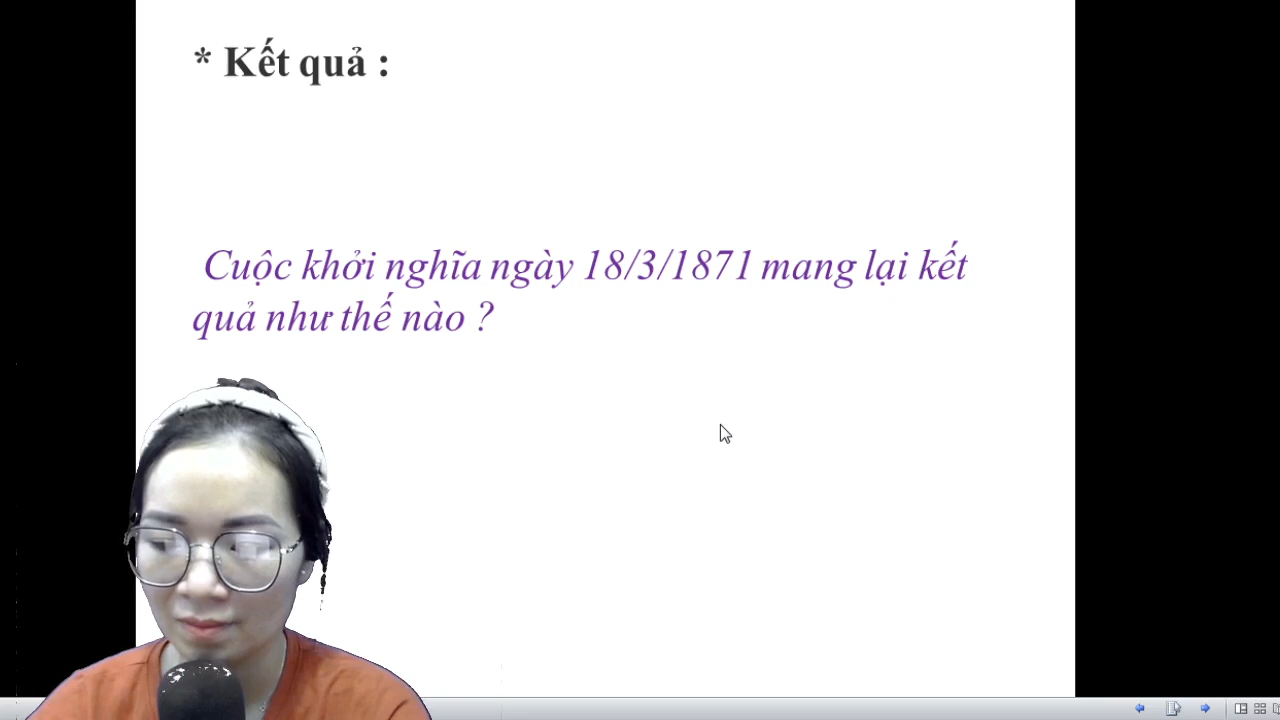 * Kết quả :
Cuộc khởi nghĩa ngày 18/3/1871 mang lại kết
quả như thế nào ?